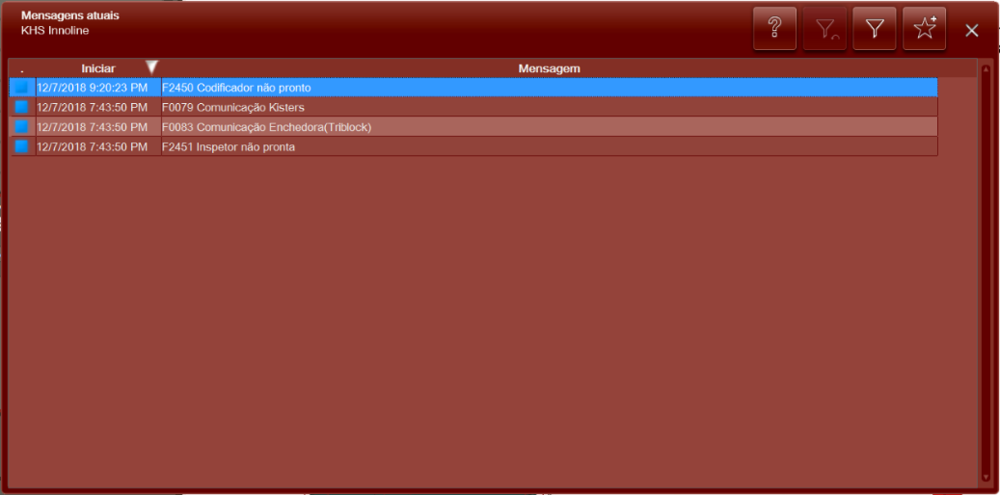 Mensagens atuais
KHS Innoline
. Iniciar Mensagem
12/7/2018 9:20:23 PM F2450 Codificador não pronto
12/7/2018 7:43:50 PM F0079 Comunicação Kisters
12/7/2018 7:43:50 PM F0083 Comunicação Enchedora(Triblock)
12/7/2018 7:43:50 PM F2451 Inspetor não pronta